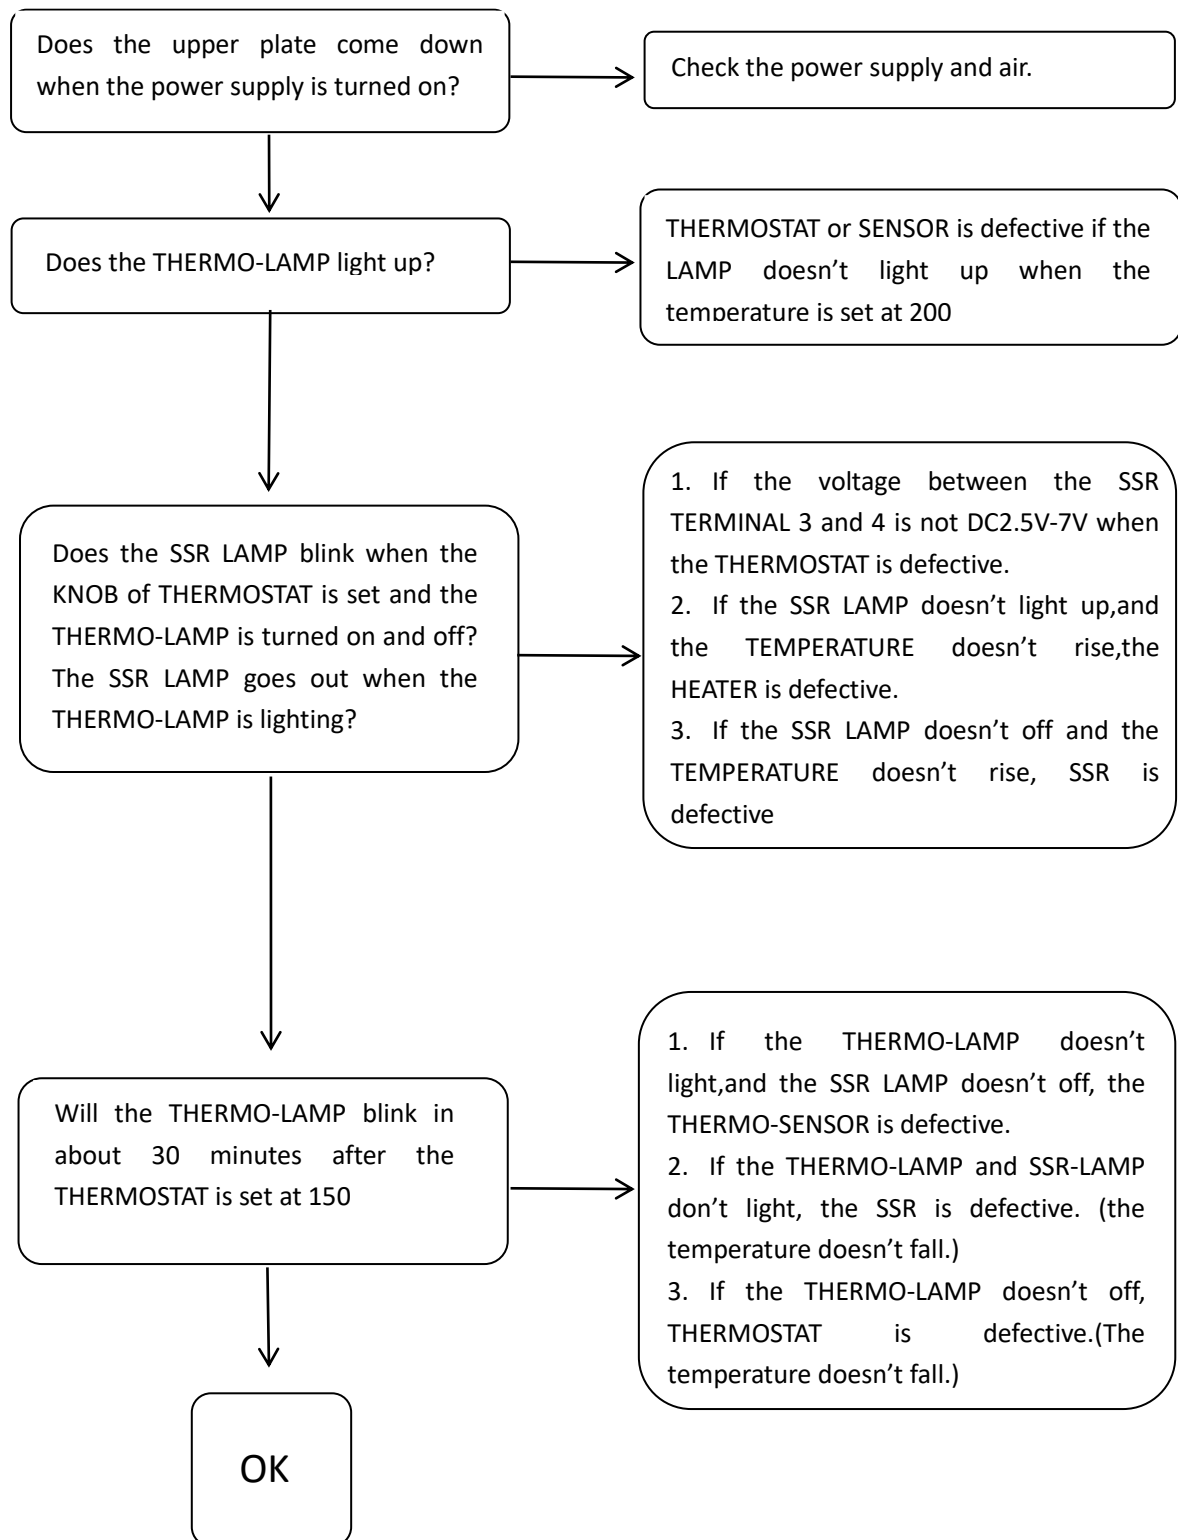 Does the upper plate come down
when the power supply is turned on?
Check the power supply and air.
Does the THERMO-LAMP light up?
THERMOSTAT or SENSOR is defective if the
LAMP doesn’t light up when the
temperature is set at 200
Does the SSR LAMP blink when the
KNOB of THERMOSTAT is set and the
THERMO-LAMP is turned on and off?
The SSR LAMP goes out when the
THERMO-LAMP is lighting?
1. If the voltage between the SSR
TERMINAL 3 and 4 is not DC2.5V-7V when
the THERMOSTAT is defective.
2. If the SSR LAMP doesn’t light up,and
the TEMPERATURE doesn’t rise,the
HEATER is defective.
3. If the SSR LAMP doesn’t off and the
TEMPERATURE doesn’t rise, SSR is
defective
Will the THERMO-LAMP blink in
about 30 minutes after the
THERMOSTAT is set at 150
1. If the THERMO-LAMP doesn’t
light,and the SSR LAMP doesn’t off, the
THERMO-SENSOR is defective.
2. If the THERMO-LAMP and SSR-LAMP
don’t light, the SSR is defective. (the
temperature doesn’t fall.)
3. If the THERMO-LAMP doesn’t off,
THERMOSTAT is defective.(The
temperature doesn’t fall.)
OK